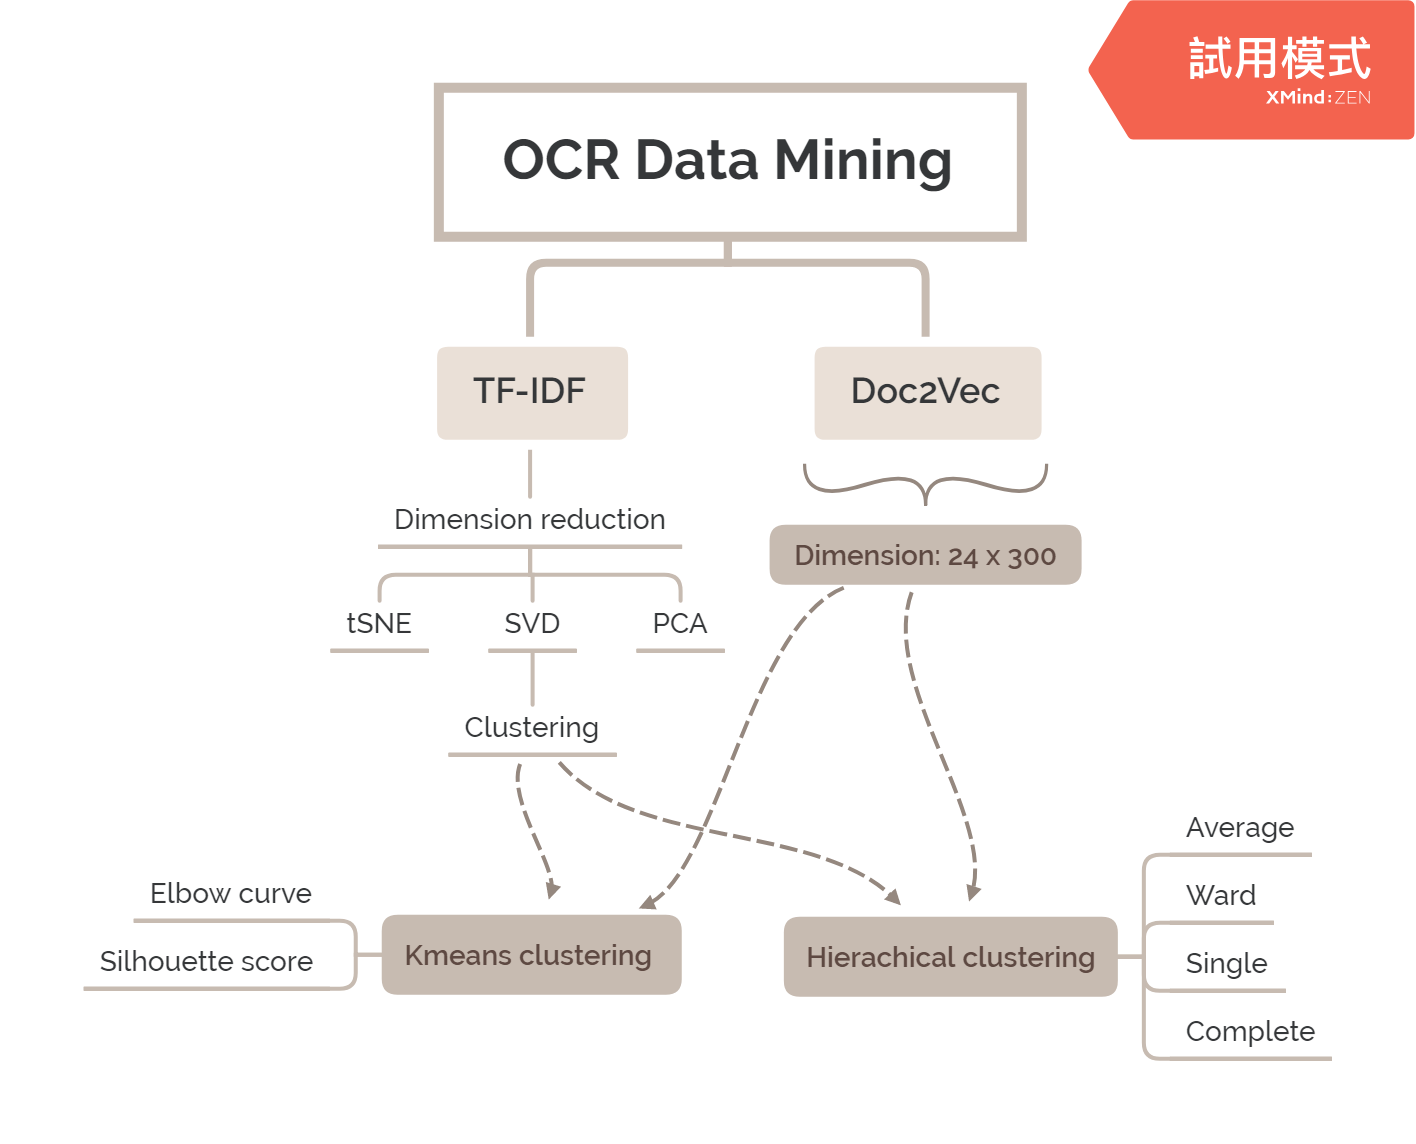 試用模式
XMind:ZEN
OCR Data Mining
TF-IDF
Doc2Vec
Dimension reduction
Dimension: 24 x 300
tSNE
SVD
PCA
Clustering
Elbow curve
Silhouette score
Kmeans clustering
Hierachical clustering
Average
Ward
Single
Complete